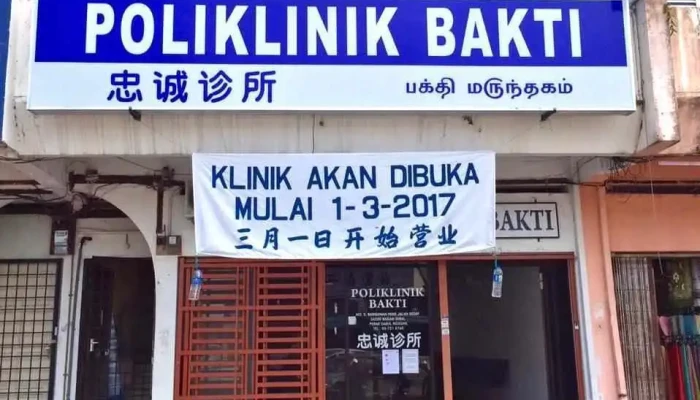 POLIKLINIK BAKTI
忠诚诊所 பக்தி மருந்தகம்
KLINIK AKAN DIBUKA
MULAI 1-3-2017
三月一日开始营业
BAKTI
POLIKLINIK
BAKTI
忠诚诊所